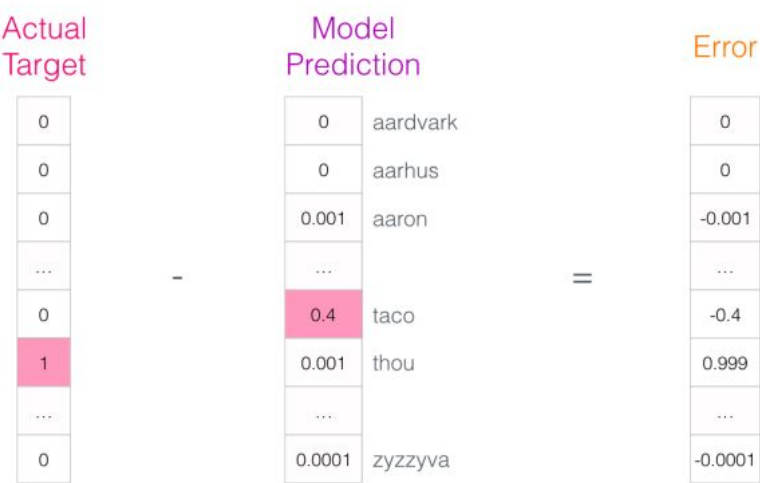 Actual Target
Model Prediction
Error
0 0 aardvark 0
0 0 aarhus 0
0 0.001 aaron -0.001
... ... ...
- =
0 0.4 taco -0.4
1 0.001 thou 0.999
... ... ...
0 0.0001 zyzzyva -0.0001